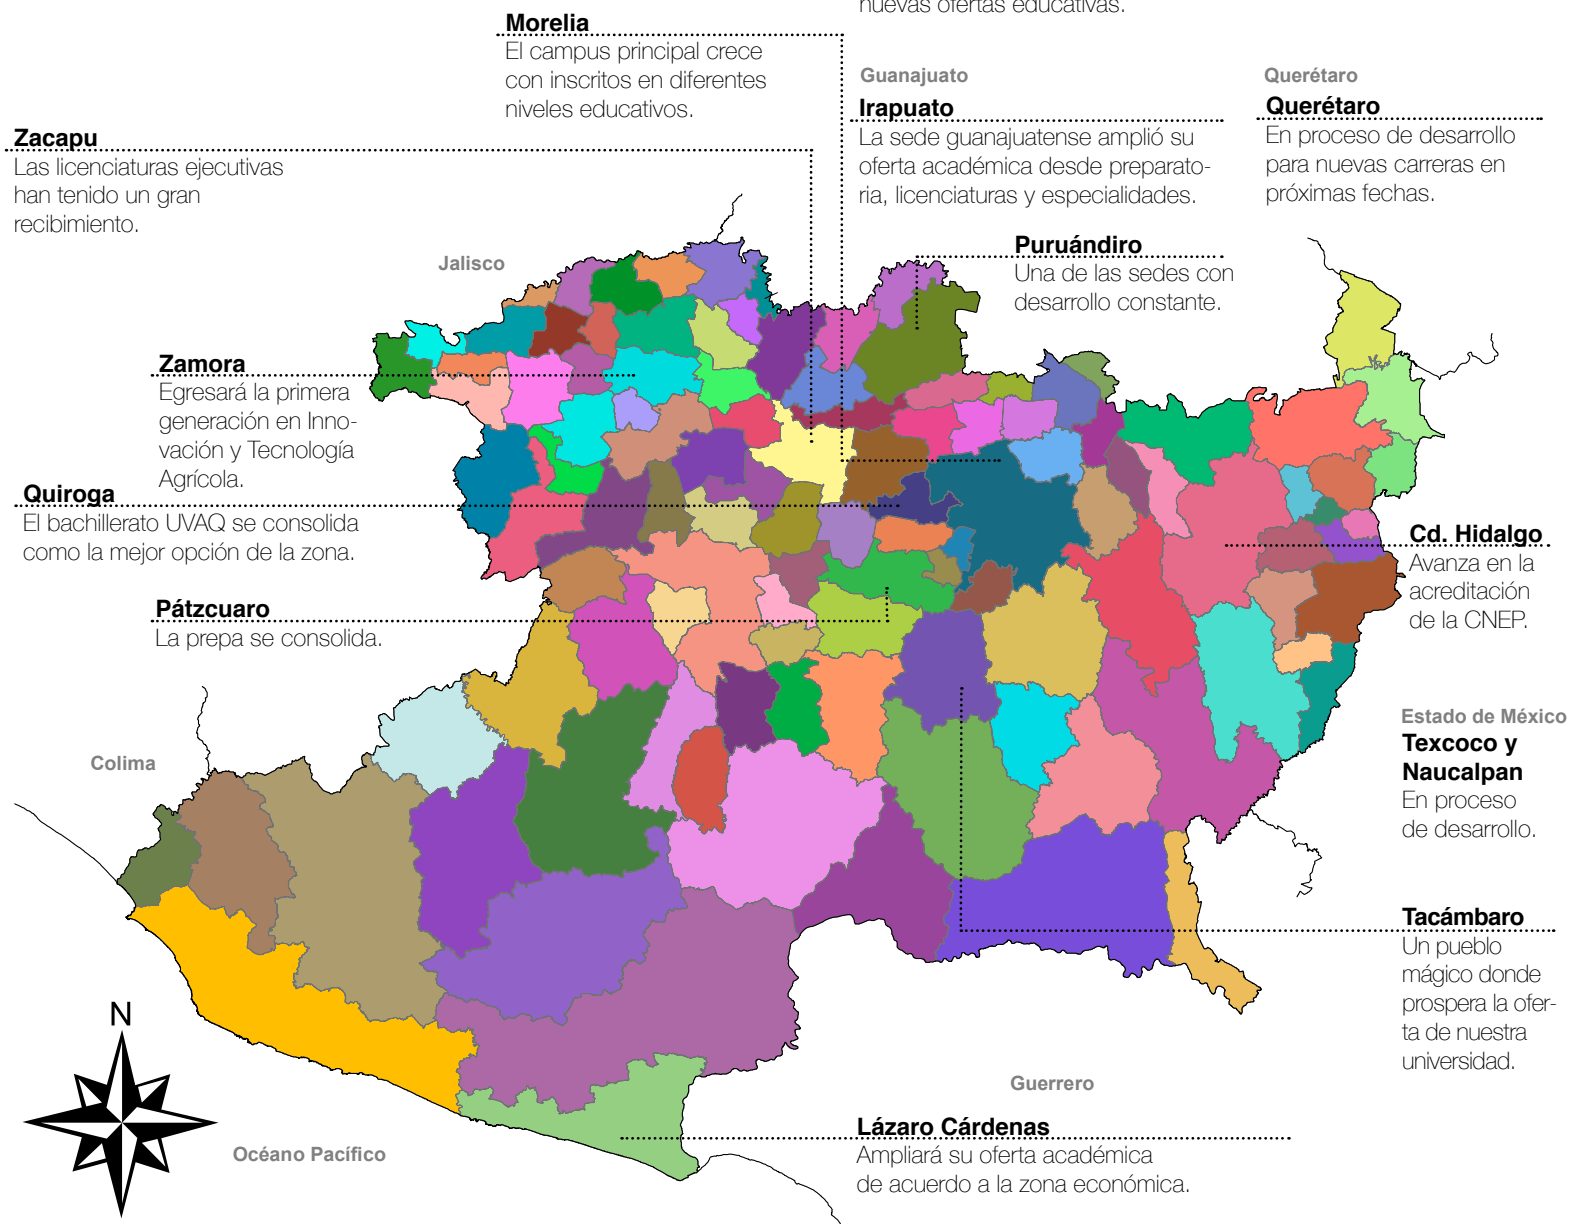 nuevas ofertas educativas.
Morelia
El campus principal crece
con inscritos en diferentes
niveles educativos.
Guanajuato
Irapuato
La sede guanajuatense amplió su
oferta académica desde preparato-
ria, licenciaturas y especialidades.
Querétaro
Querétaro
En proceso de desarrollo
para nuevas carreras en
próximas fechas.
Zacapu
Las licenciaturas ejecutivas
han tenido un gran
recibimiento.
Jalisco
Puruándiro
Una de las sedes con
desarrollo constante.
Zamora
Egresará la primera
generación en Inno-
vación y Tecnología
Agrícola.
Quiroga
El bachillerato UVAQ se consolida
como la mejor opción de la zona.
Cd. Hidalgo
Avanza en la
acreditación
de la CNEP.
Pátzcuaro
La prepa se consolida.
Estado de México
Texcoco y
Naucalpan
En proceso
de desarrollo.
Colima
Tacámbaro
Un pueblo
mágico donde
prospera la ofer-
ta de nuestra
universidad.
N
Guerrero
Océano Pacífico
Lázaro Cárdenas
Ampliará su oferta académica
de acuerdo a la zona económica.